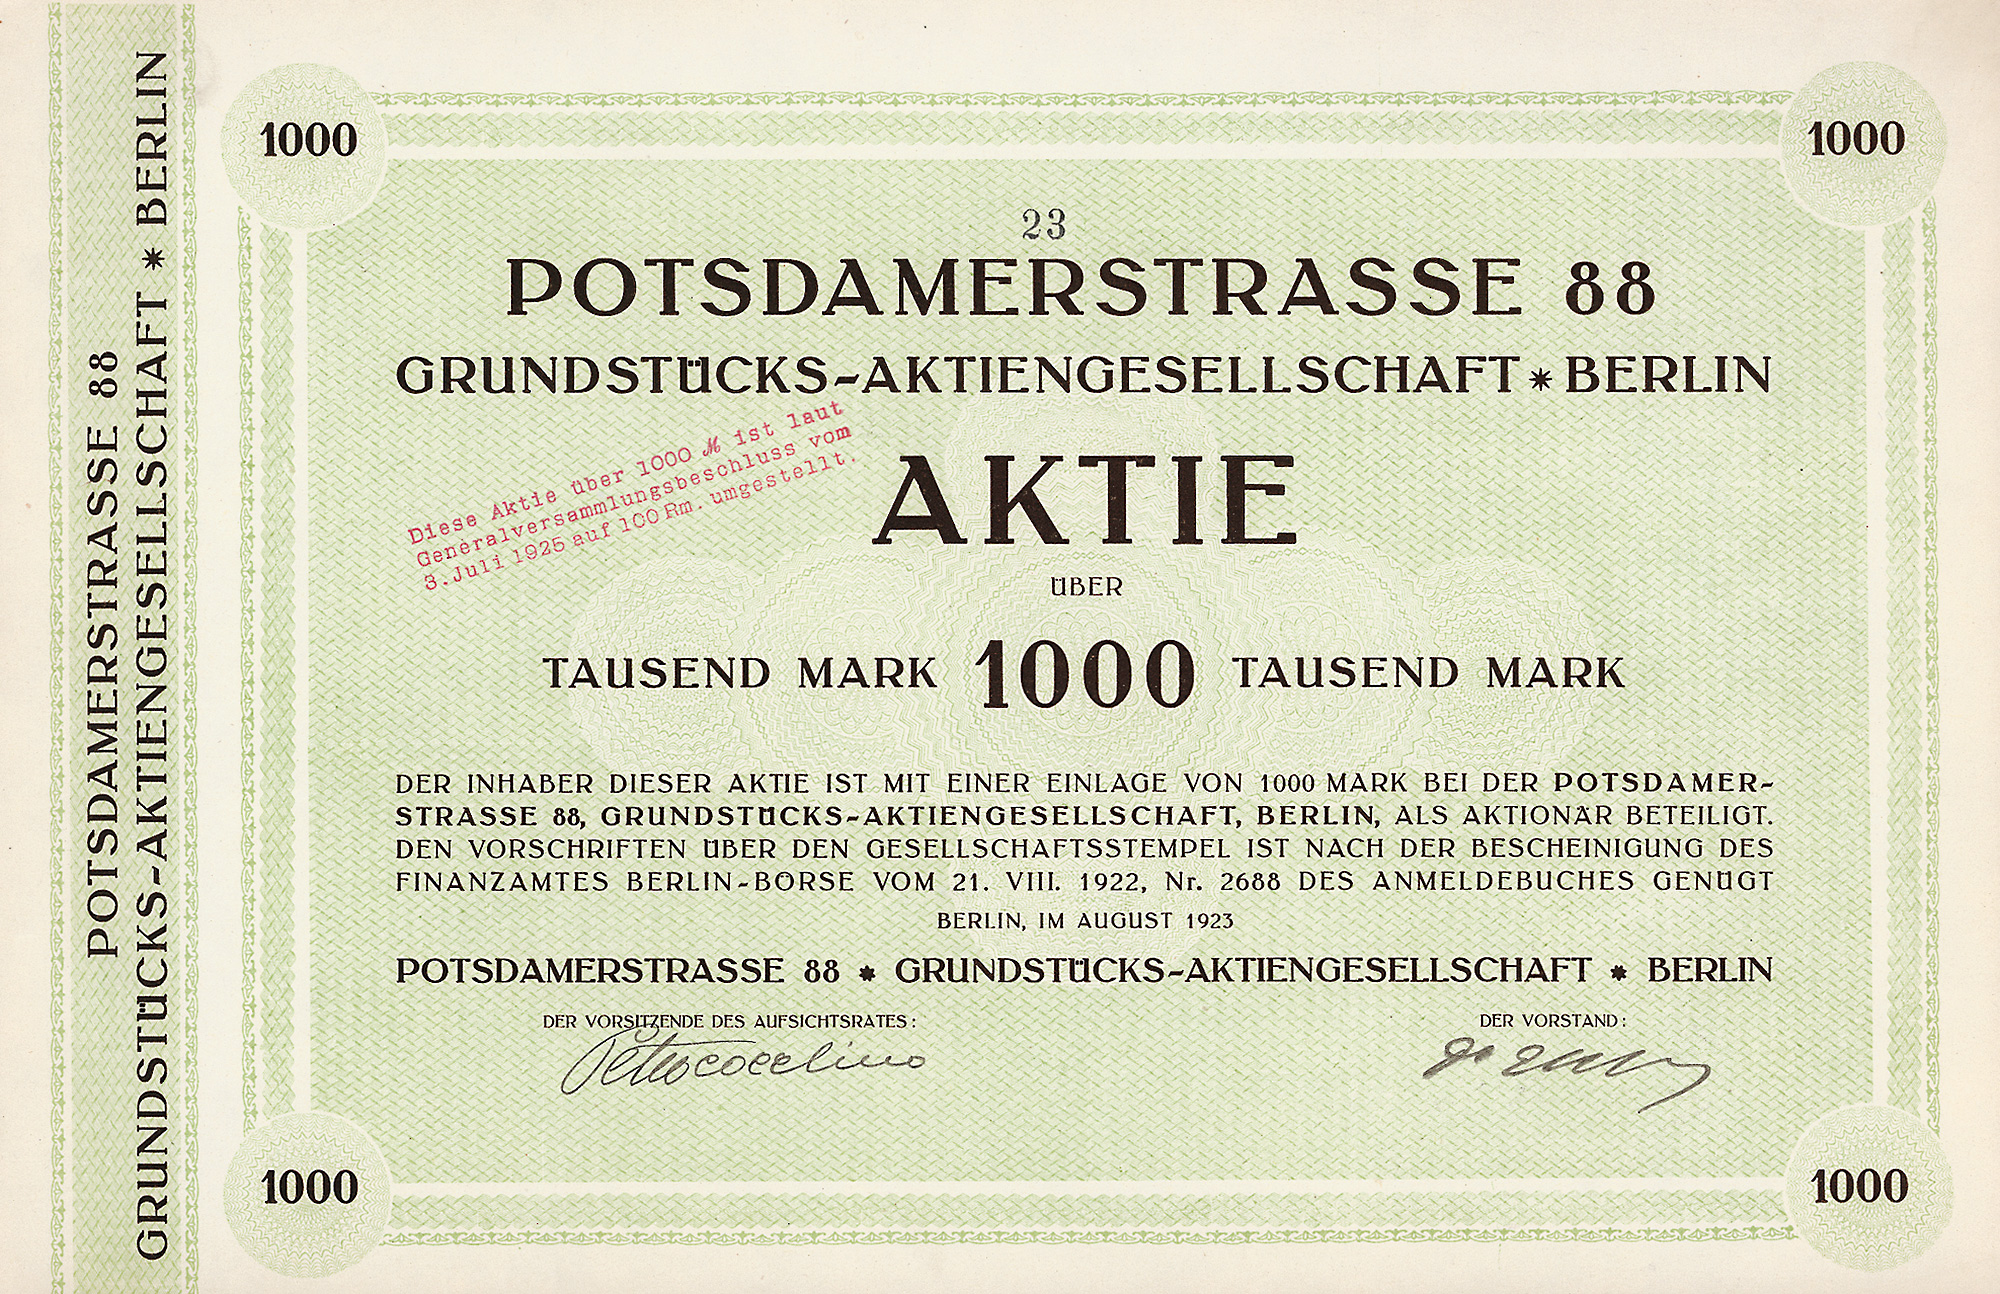 POTSDAMERSTRASSE 88
GRUNDSTÜCKS-AKTIENGESELLSCHAFT * BERLIN
1000
1000
23
POTSDAMERSTRASSE 88
GRUNDSTÜCKS-AKTIENGESELLSCHAFT * BERLIN
Diese Aktie über 1000 ℳ ist laut
Generalversammlungsbeschluss vom
3. Juli 1925 auf 100 Rm. umgestellt.
AKTIE
ÜBER
TAUSEND MARK 1000 TAUSEND MARK
DER INHABER DIESER AKTIE IST MIT EINER EINLAGE VON 1000 MARK BEI DER POTSDAMER-
STRASSE 88, GRUNDSTÜCKS-AKTIENGESELLSCHAFT, BERLIN, ALS AKTIONÄR BETEILIGT.
DEN VORSCHRIFTEN ÜBER DEN GESELLSCHAFTSSTEMPEL IST NACH DER BESCHEINIGUNG DES
FINANZAMTES BERLIN-BÖRSE VOM 21. VIII. 1922, Nr. 2688 DES ANMELDEBUCHES GENÜGT
BERLIN, IM AUGUST 1923
POTSDAMERSTRASSE 88 * GRUNDSTÜCKS-AKTIENGESELLSCHAFT * BERLIN
DER VORSITZENDE DES AUFSICHTSRATES:
DER VORSTAND:
1000
1000